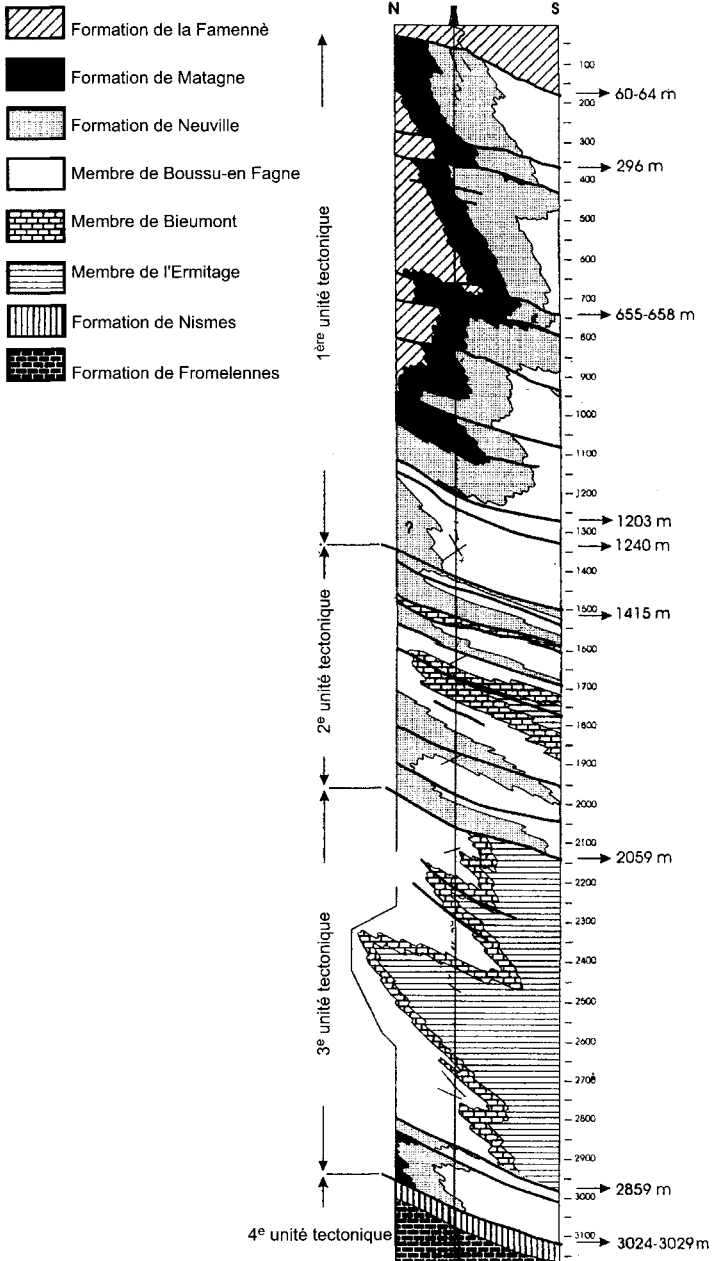 Formation de la Famennè
Formation de Matagne
Formation de Neuville
Membre de Boussu-en Fagne
Membre de Bieumont
Membre de l'Ermitage
Formation de Nismes
Formation de Fromelennes
N
S
1ère unité tectonique
2e unité tectonique
3e unité tectonique
4e unité tectonique
?
100
200
300
400
500
600
700
800
900
1000
1100
1200
1300
1400
1500
1600
1700
1800
1900
2000
2100
2200
2300
2400
2500
2600
2700
2800
2900
3000
3100
60-64 m
296 m
655-658 m
1203 m
1240 m
1415 m
2059 m
2859 m
3024-3029 m